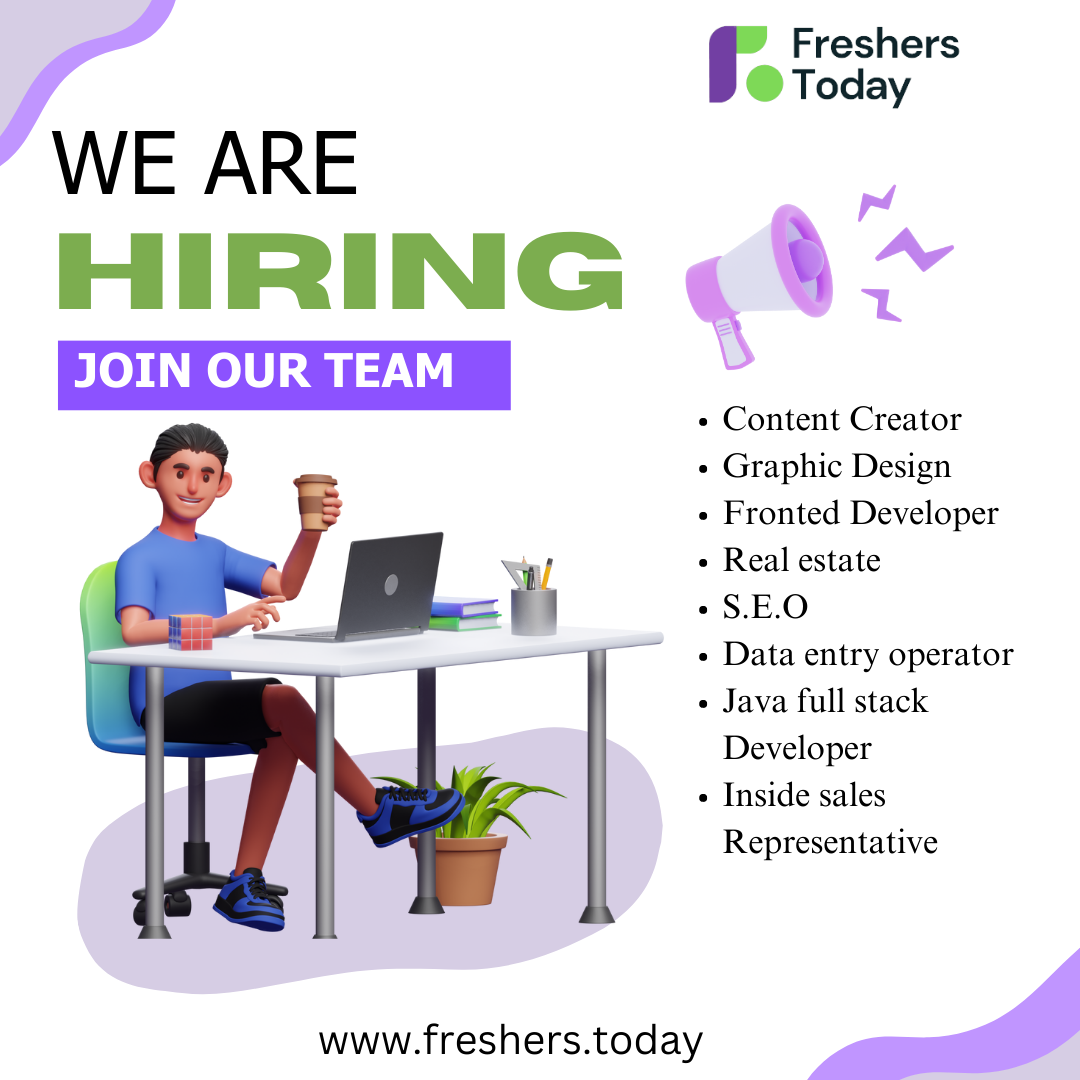 Freshers
Today
WE ARE
HIRING
JOIN OUR TEAM
• Content Creator
• Graphic Design
• Fronted Developer
• Real estate
• S.E.O
• Data entry operator
• Java full stack
Developer
• Inside sales
Representative
www.freshers.today